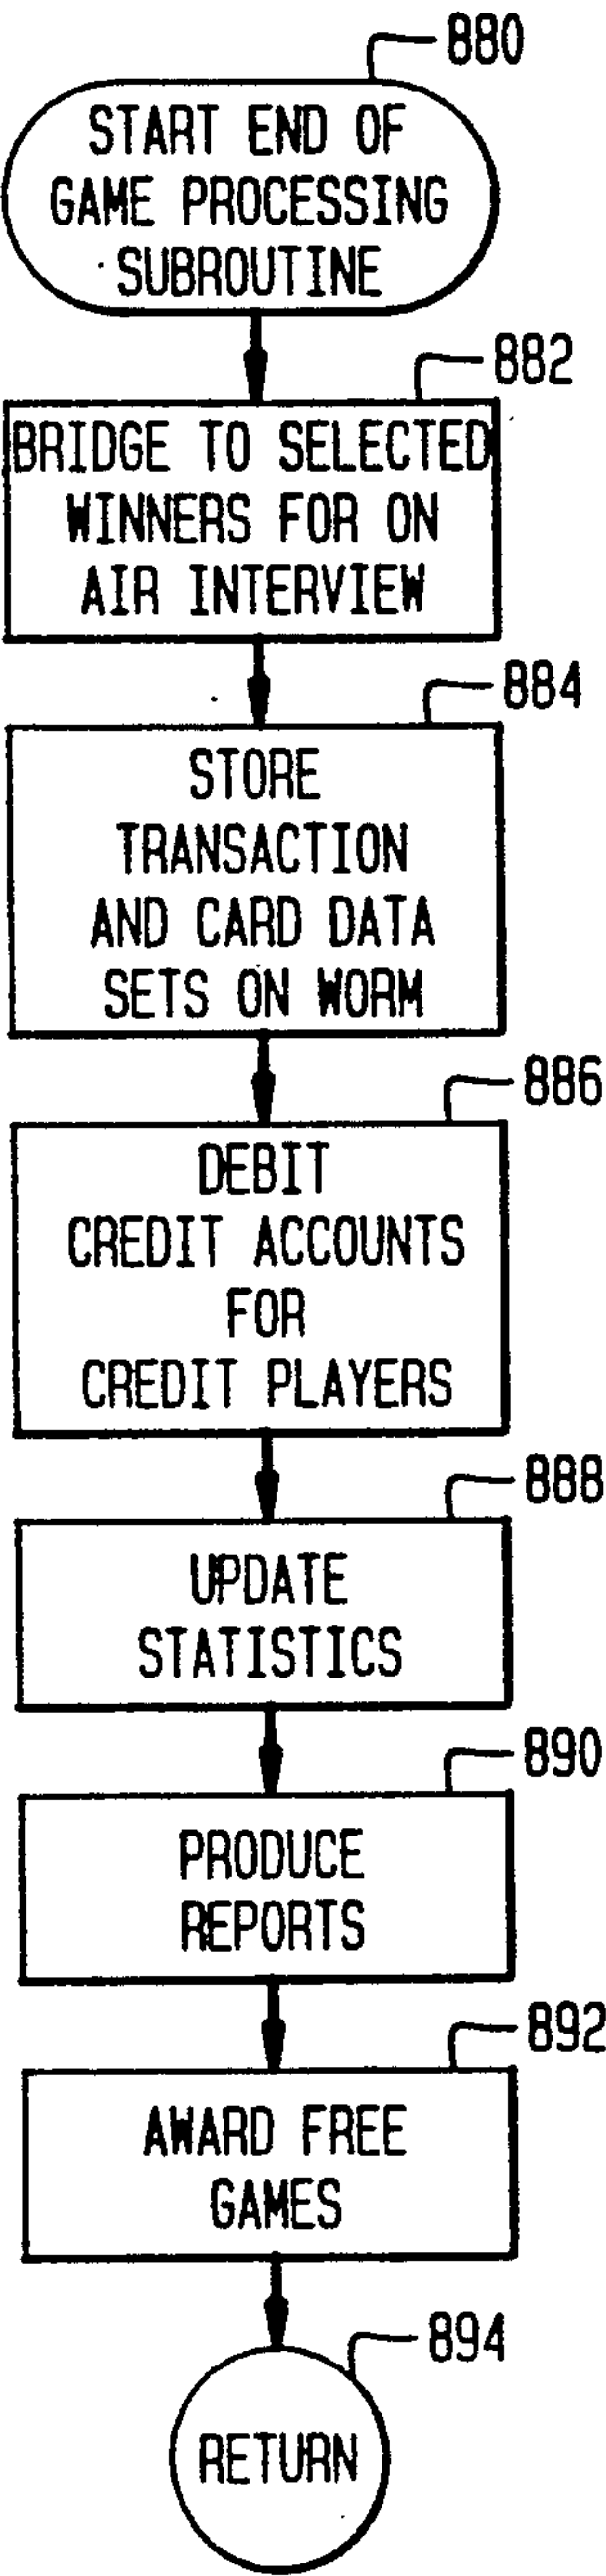 880
START END OF
GAME PROCESSING
SUBROUTINE
882
BRIDGE TO SELECTED
WINNERS FOR ON
AIR INTERVIEW
884
STORE
TRANSACTION
AND CARD DATA
SETS ON WORM
886
DEBIT
CREDIT ACCOUNTS
FOR
CREDIT PLAYERS
888
UPDATE
STATISTICS
890
PRODUCE
REPORTS
892
AWARD FREE
GAMES
894
RETURN